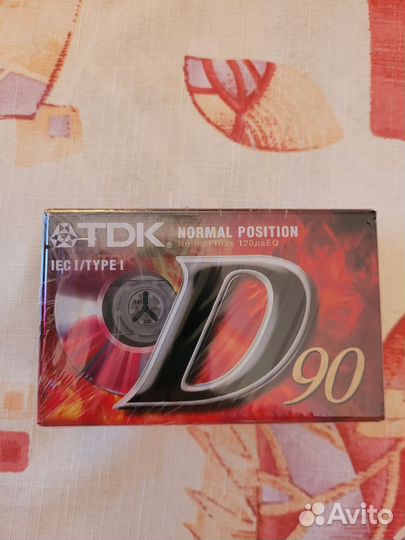 TDK® NORMAL POSITION
Normal Bias 120µsEQ
IEC I/TYPE I
D 90
Avito